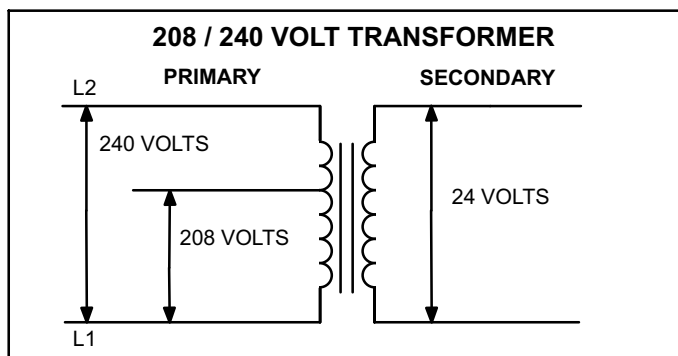 208 / 240 VOLT TRANSFORMER
PRIMARY
SECONDARY
L2
240 VOLTS
24 VOLTS
208 VOLTS
L1